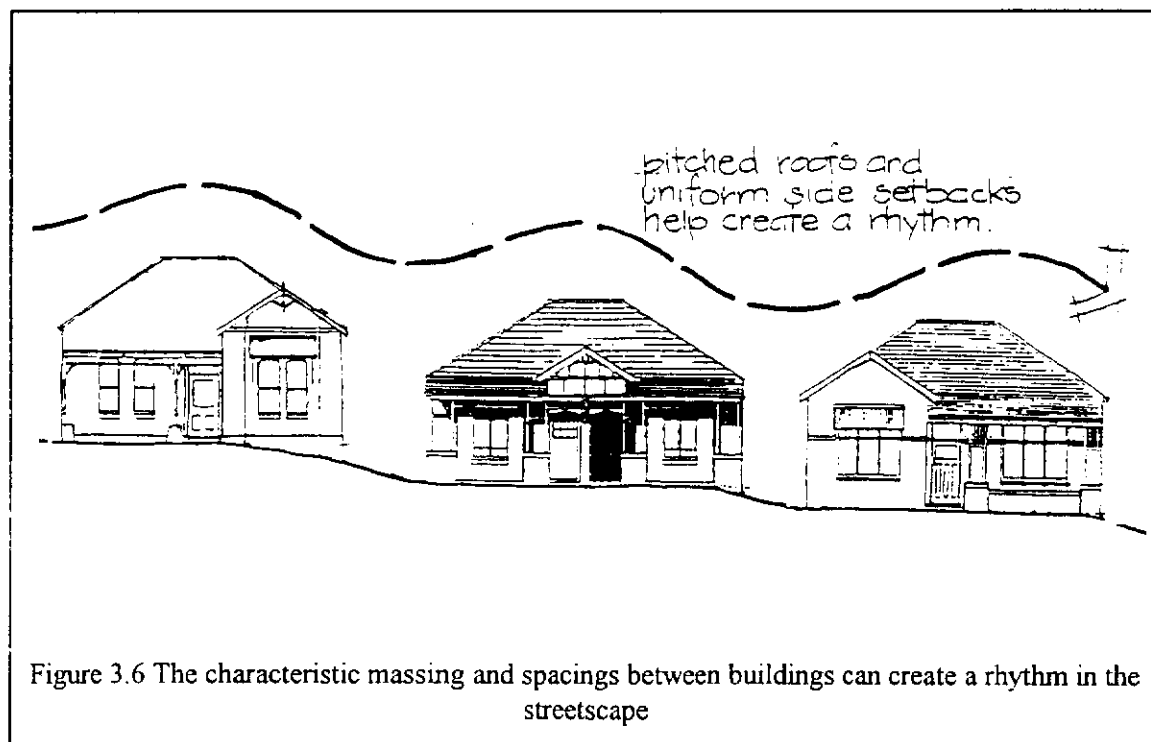 pitched roofs and
uniform side setbacks
help create a rhythm.
Figure 3.6 The characteristic massing and spacings between buildings can create a rhythm in the
streetscape